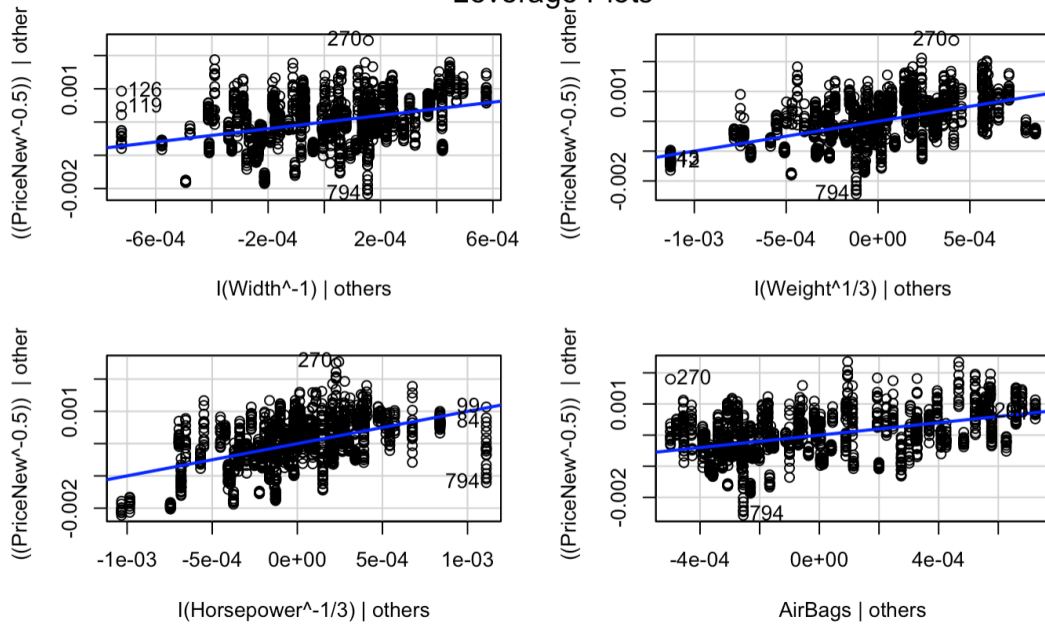 Leverage Plots
((PriceNew^-0.5)) | other
0.001
-0.002
270
126
119
794
-6e-04
-2e-04
2e-04
6e-04
I(Width^-1) | others
((PriceNew^-0.5)) | other
0.001
-0.002
270
794
-1e-03
-5e-04
0e+00
5e-04
I(Weight^1/3) | others
((PriceNew^-0.5)) | other
0.001
-0.002
270
99
84
794
-1e-03
-5e-04
0e+00
5e-04
1e-03
I(Horsepower^-1/3) | others
((PriceNew^-0.5)) | other
0.001
-0.002
270
794
-4e-04
0e+00
4e-04
AirBags | others